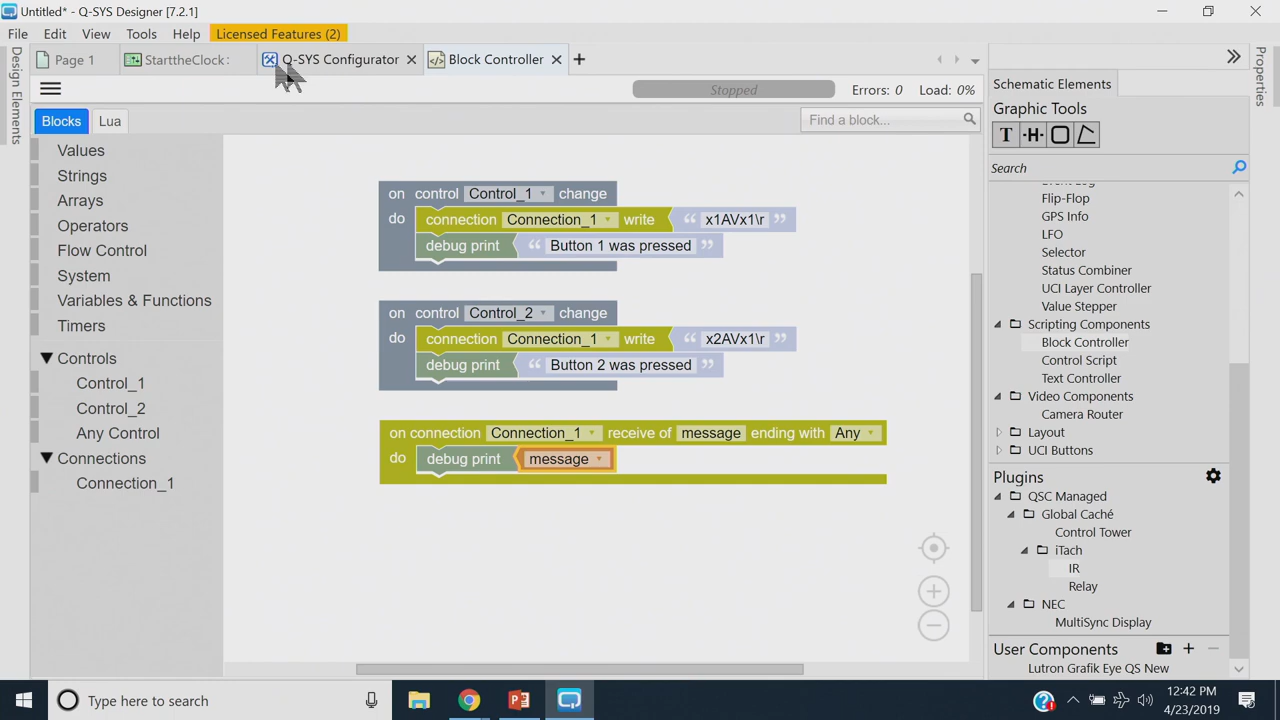 Untitled* - Q-SYS Designer [7.2.1]
File Edit View Tools Help Licensed Features (2)
Page 1 StarttheClock: Q-SYS Configurator Block Controller
Stopped Errors: 0 Load: 0%
Blocks Lua Find a block...
Values
Strings
Arrays
Operators
Flow Control
System
Variables & Functions
Timers
Controls
Control_1
Control_2
Any Control
Connections
Connection_1
on control Control_1 change
do connection Connection_1 write “ x1AVx1\r ”
debug print “ Button 1 was pressed ”
on control Control_2 change
do connection Connection_1 write “ x2AVx1\r ”
debug print “ Button 2 was pressed ”
on connection Connection_1 receive of message ending with Any
do debug print message
Design Elements
Properties
Schematic Elements
Graphic Tools
T H
Search
Event Log
Flip-Flop
GPS Info
LFO
Selector
Status Combiner
UCI Layer Controller
Value Stepper
Scripting Components
Block Controller
Control Script
Text Controller
Video Components
Camera Router
Layout
UCI Buttons
Plugins
QSC Managed
Global Caché
Control Tower
iTach
IR
Relay
NEC
MultiSync Display
User Components
Lutron Grafik Eye QS New
Type here to search
12:42 PM
4/23/2019